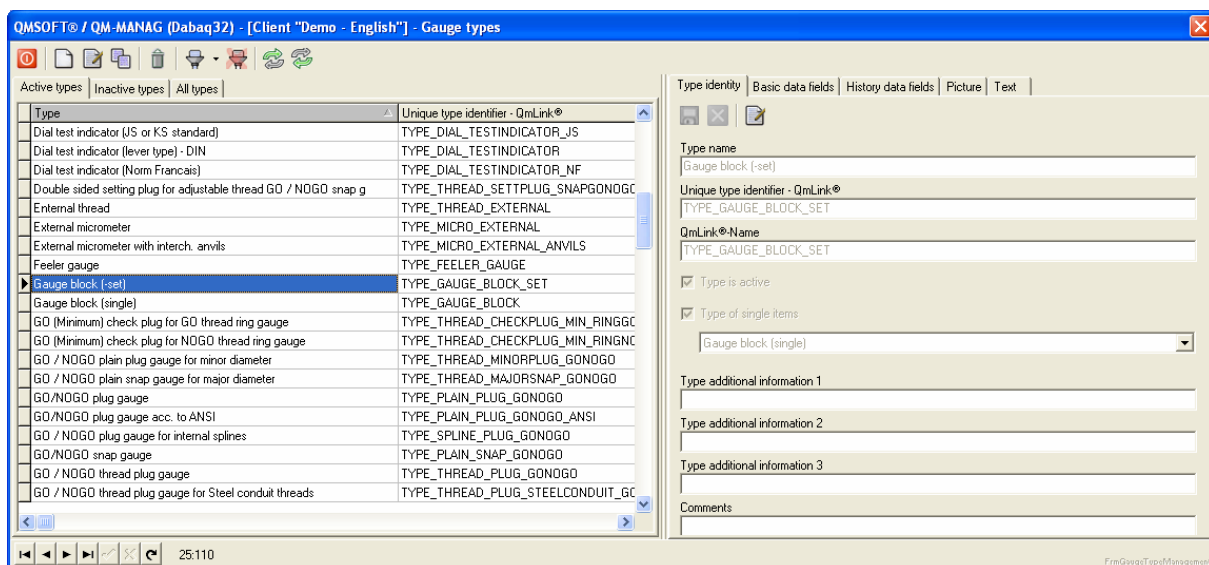 QMSOFT® / QM-MANAG (Dabaq32) - [Client "Demo - English"] - Gauge types
Active types Inactive types All types
Type Unique type identifier - QmLink®
Dial test indicator (JS or KS standard) TYPE_DIAL_TESTINDICATOR_JS
Dial test indicator (lever type) - DIN TYPE_DIAL_TESTINDICATOR
Dial test indicator (Norm Francais) TYPE_DIAL_TESTINDICATOR_NF
Double sided setting plug for adjustable thread GO / NOGO snap g TYPE_THREAD_SETTPLUG_SNAPGONOGO
Enternal thread TYPE_THREAD_EXTERNAL
External micrometer TYPE_MICRO_EXTERNAL
External micrometer with interch. anvils TYPE_MICRO_EXTERNAL_ANVILS
Feeler gauge TYPE_FEELER_GAUGE
Gauge block (-set) TYPE_GAUGE_BLOCK_SET
Gauge block (single) TYPE_GAUGE_BLOCK
GO (Minimum) check plug for GO thread ring gauge TYPE_THREAD_CHECKPLUG_MIN_RINGGO
GO (Minimum) check plug for NOGO thread ring gauge TYPE_THREAD_CHECKPLUG_MIN_RINGNO
GO / NOGO plain plug gauge for minor diameter TYPE_THREAD_MINORPLUG_GONOGO
GO / NOGO plain snap gauge for major diameter TYPE_THREAD_MAJORSNAP_GONOGO
GO/NOGO plug gauge TYPE_PLAIN_PLUG_GONOGO
GO/NOGO plug gauge acc. to ANSI TYPE_PLAIN_PLUG_GONOGO_ANSI
GO / NOGO plug gauge for internal splines TYPE_SPLINE_PLUG_GONOGO
GO/NOGO snap gauge TYPE_PLAIN_SNAP_GONOGO
GO / NOGO thread plug gauge TYPE_THREAD_PLUG_GONOGO
GO / NOGO thread plug gauge for Steel conduit threads TYPE_THREAD_PLUG_STEELCONDUIT_GO
25:110
Type identity Basic data fields History data fields Picture Text
Type name
Gauge block (-set)
Unique type identifier - QmLink®
TYPE_GAUGE_BLOCK_SET
QmLink®-Name
TYPE_GAUGE_BLOCK_SET
Type is active
Type of single items
Gauge block (single)
Type additional information 1
Type additional information 2
Type additional information 3
Comments
FrmGaugeTypeManagement